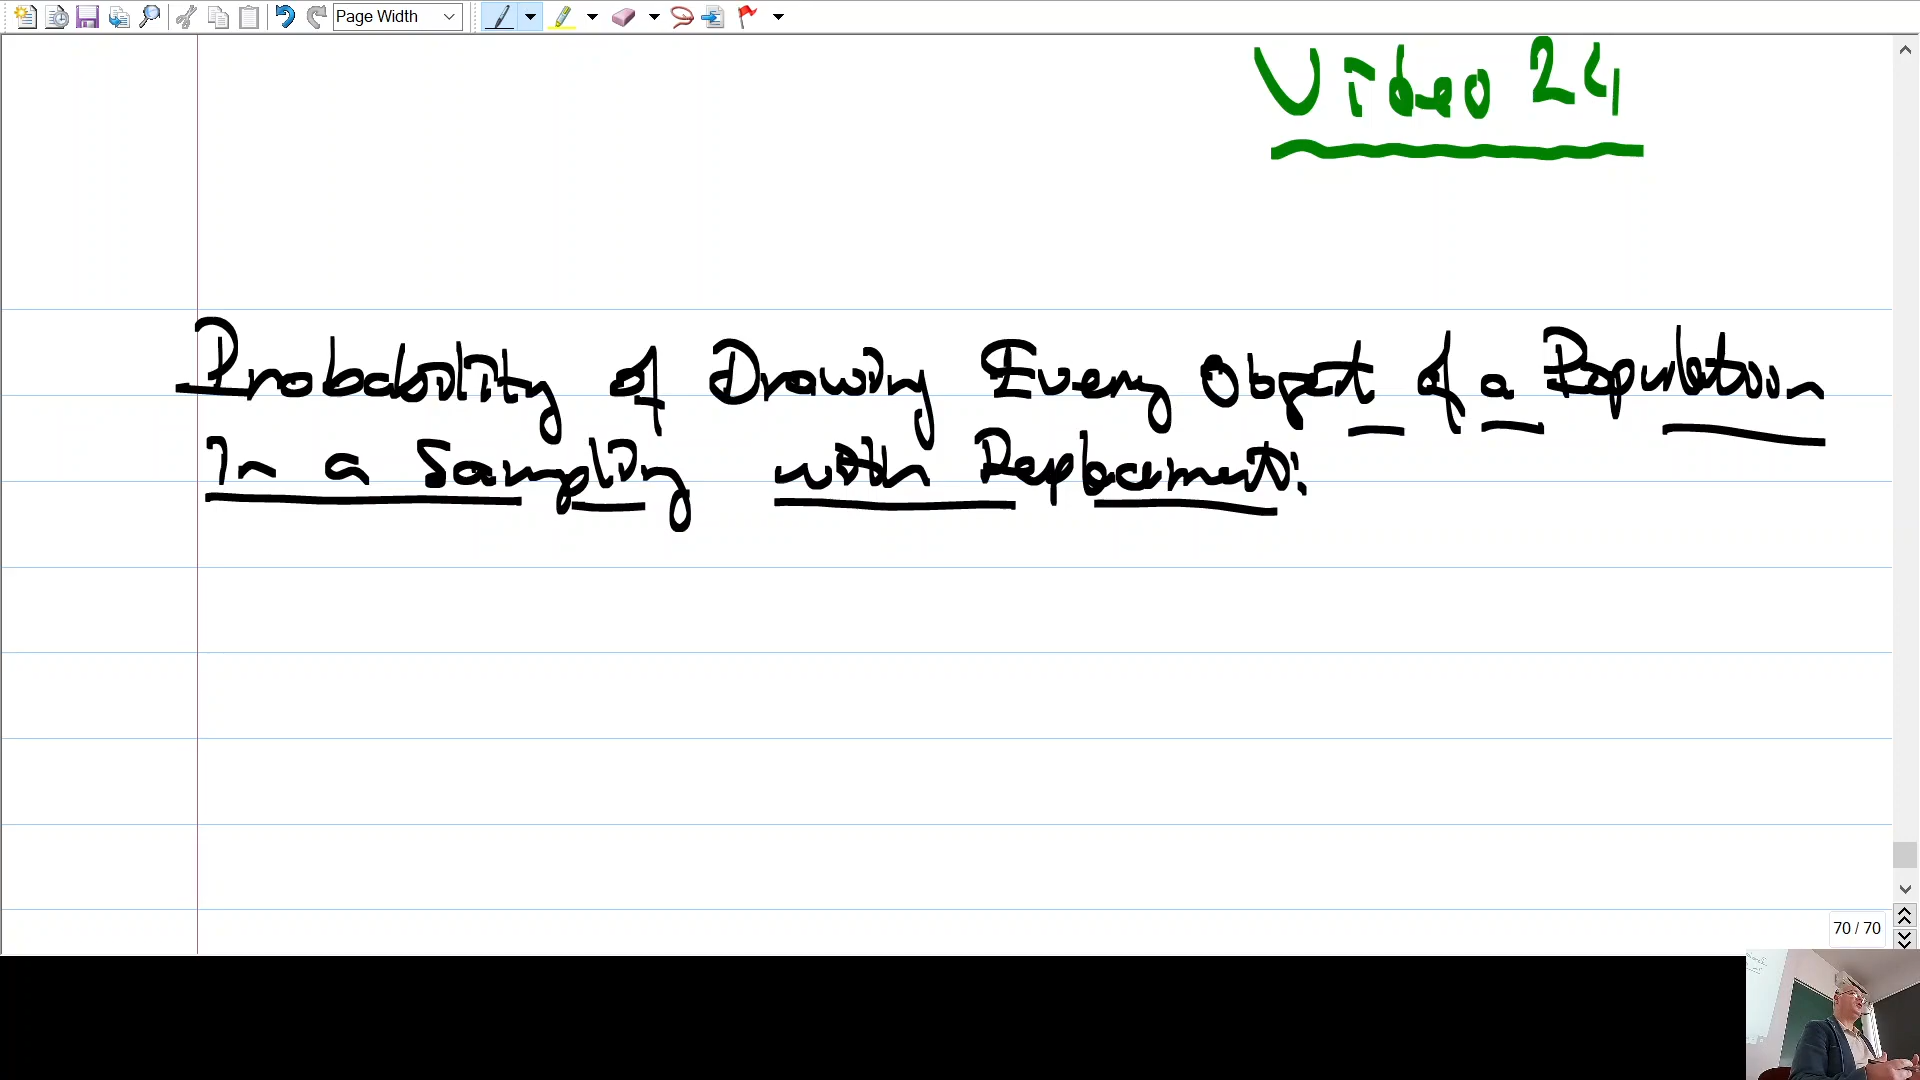 Page Width
Video 24
Probability of Drawing Every Object of a Population
in a Sampling with Replacement:
70 / 70